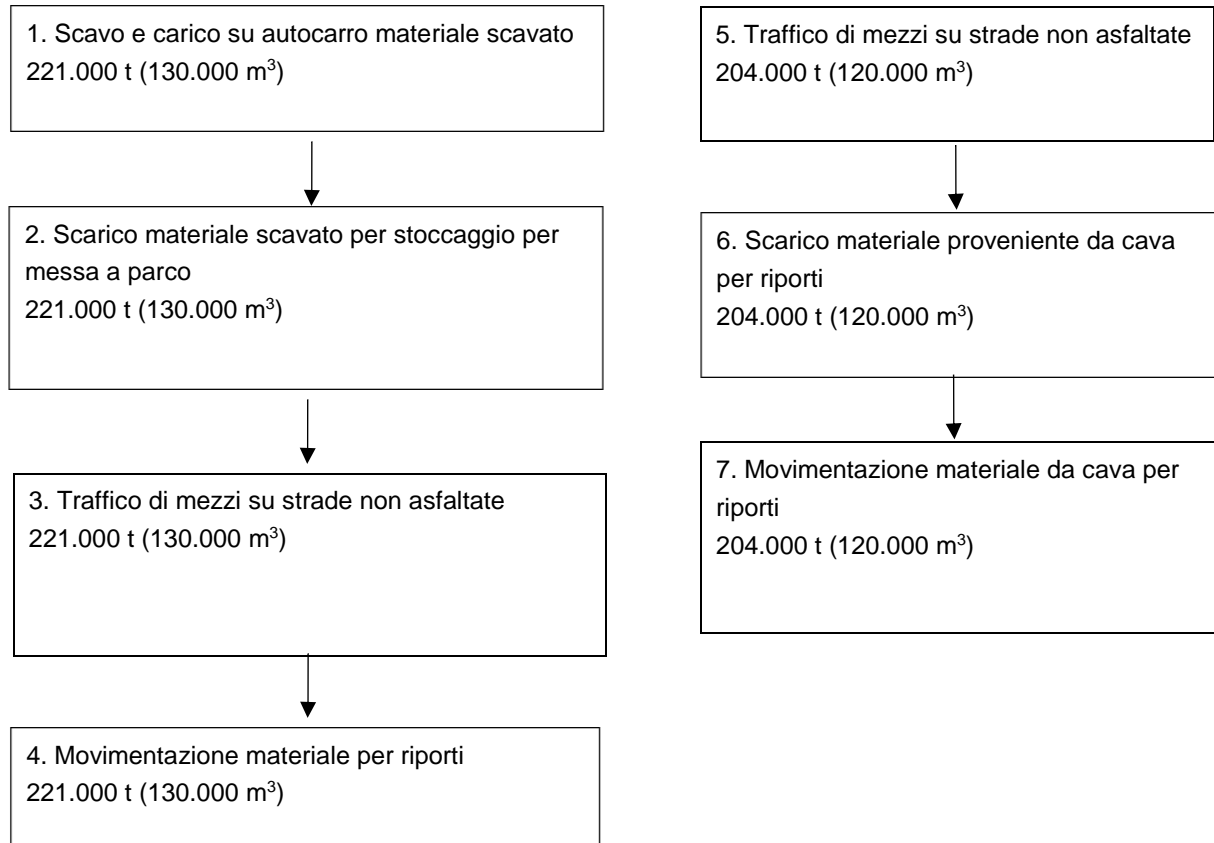 1. Scavo e carico su autocarro materiale scavato
221.000 t (130.000 m³)
2. Scarico materiale scavato per stoccaggio per
messa a parco
221.000 t (130.000 m³)
3. Traffico di mezzi su strade non asfaltate
221.000 t (130.000 m³)
4. Movimentazione materiale per riporti
221.000 t (130.000 m³)
5. Traffico di mezzi su strade non asfaltate
204.000 t (120.000 m³)
6. Scarico materiale proveniente da cava
per riporti
204.000 t (120.000 m³)
7. Movimentazione materiale da cava per
riporti
204.000 t (120.000 m³)